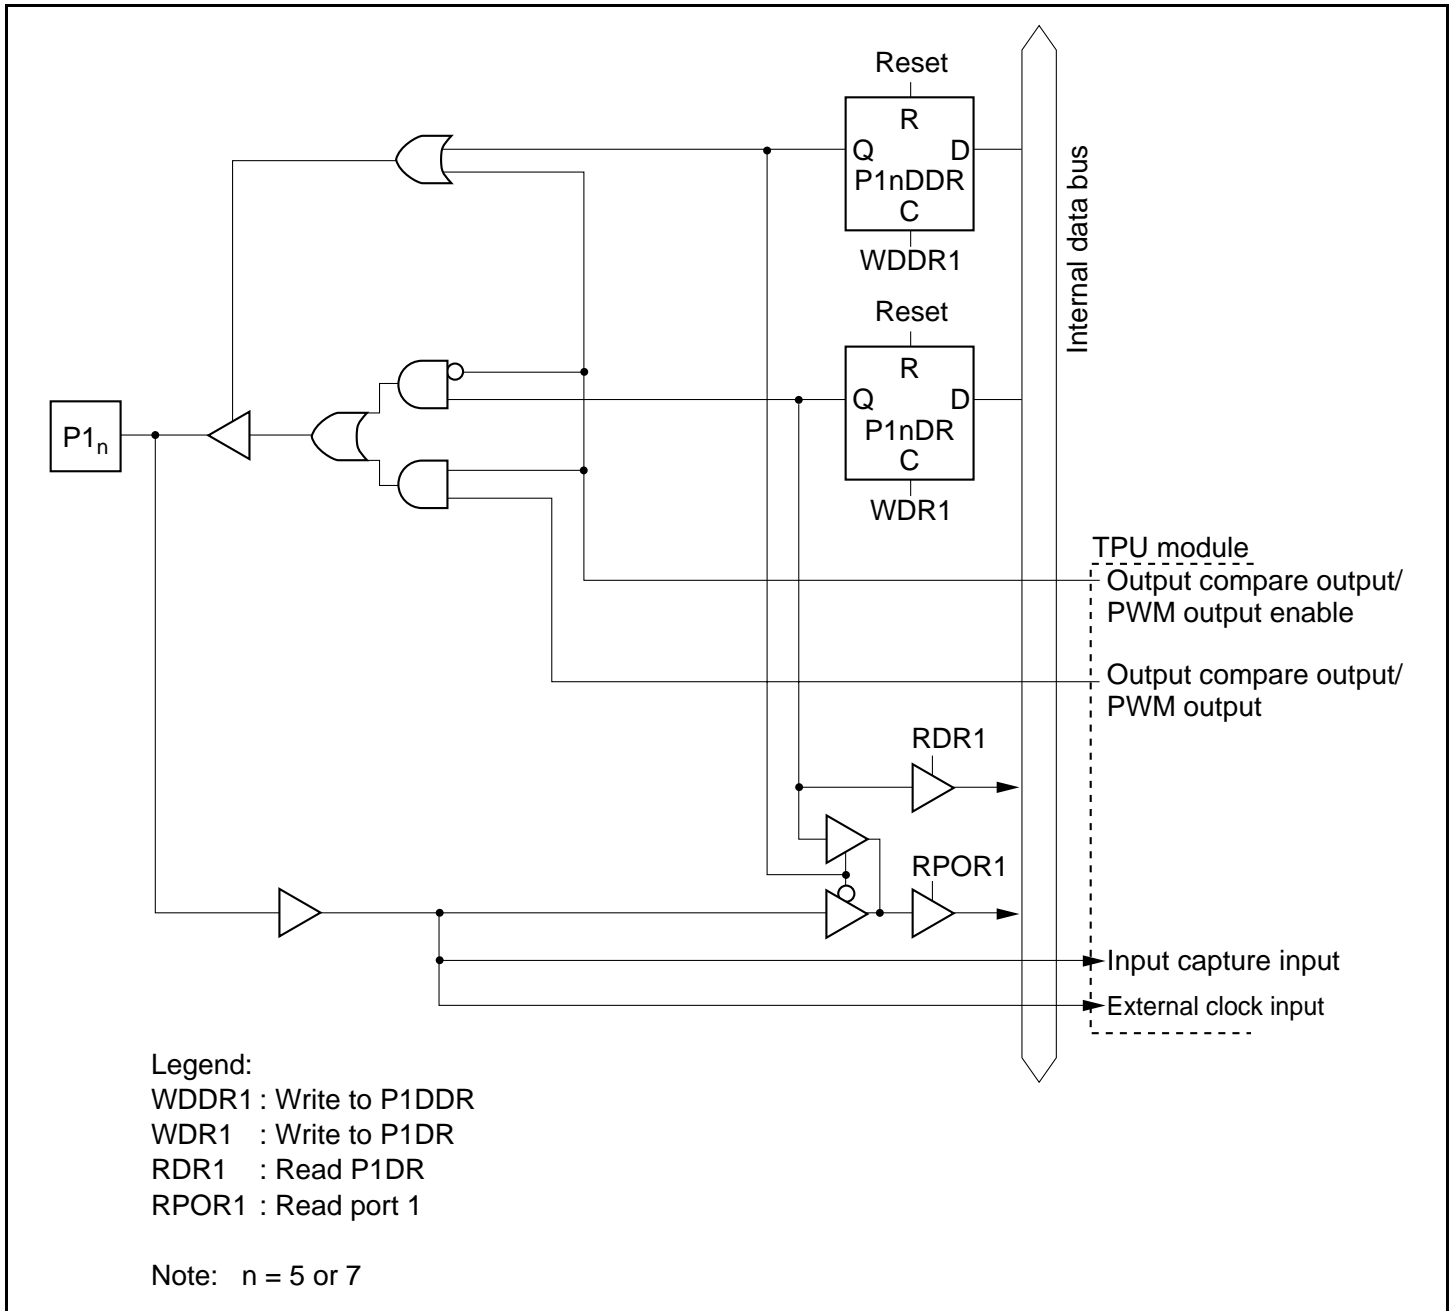 Reset
R
Q D
P1nDDR
C
WDDR1
Internal data bus
Reset
R
Q D
P1nDR
C
WDR1
P1n
TPU module
Output compare output/
PWM output enable
Output compare output/
PWM output
RDR1
RPOR1
Input capture input
External clock input
Legend:
WDDR1 : Write to P1DDR
WDR1 : Write to P1DR
RDR1 : Read P1DR
RPOR1 : Read port 1
Note: n = 5 or 7